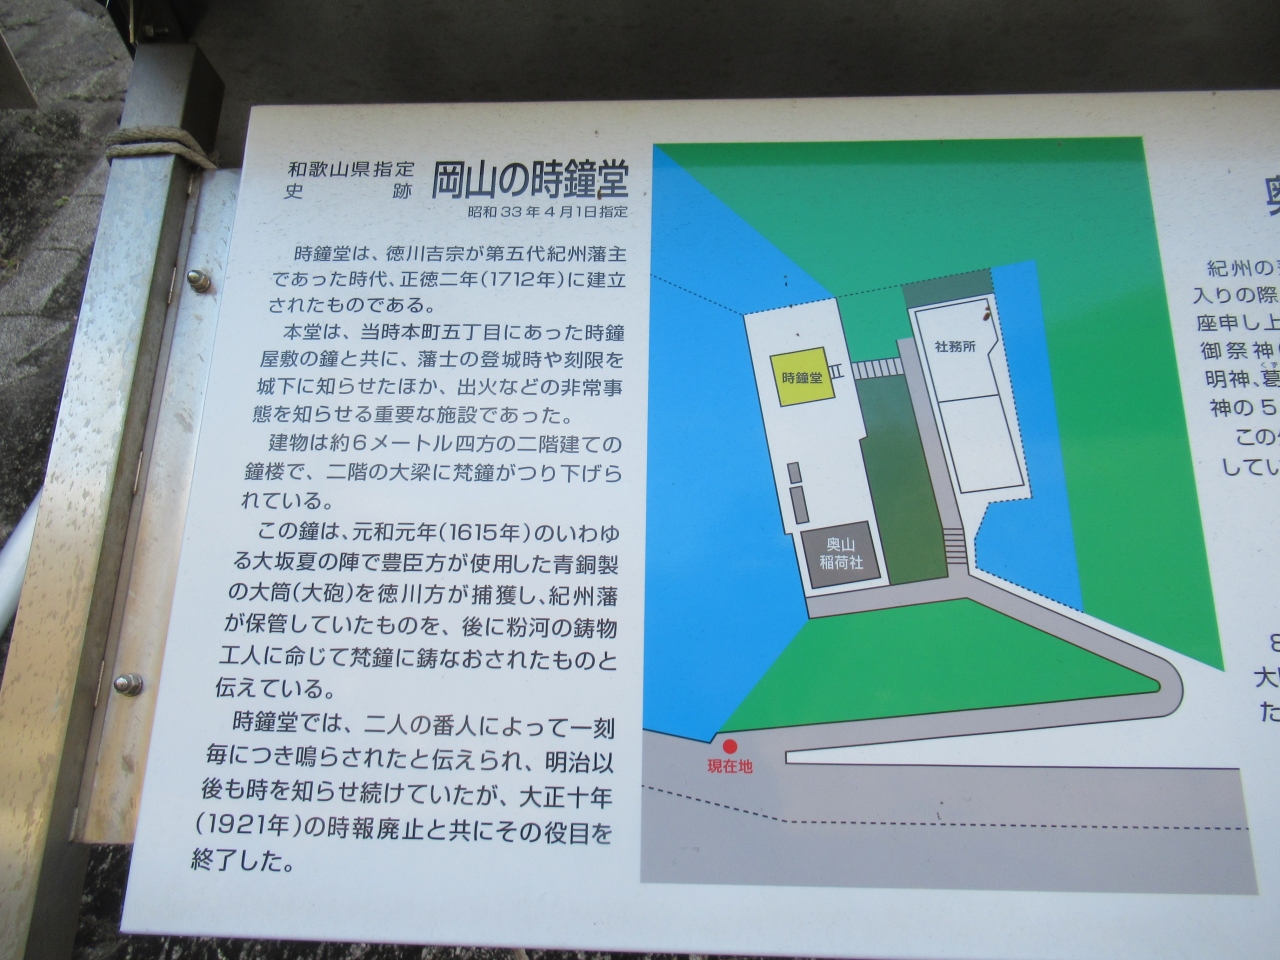 和歌山県指定
史跡
岡山の時鐘堂
昭和33年4月1日指定
時鐘堂は、徳川吉宗が第五代紀州藩主
であった時代、正徳二年(1712年)に建立
されたものである。
本堂は、当時本町五丁目にあった時鐘
屋敷の鐘と共に、藩士の登城時や刻限を
城下に知らせたほか、出火などの非常事
態を知らせる重要な施設であった。
建物は約6メートル四方の二階建ての
鐘楼で、二階の大梁に梵鐘がつり下げら
れている。
この鐘は、元和元年(1615年)のいわゆ
る大坂夏の陣で豊臣方が使用した青銅製
の大筒(大砲)を徳川方が捕獲し、紀州藩
が保管していたものを、後に粉河の鋳物
工人に命じて梵鐘に鋳なおされたものと
伝えている。
時鐘堂では、二人の番人によって一刻
毎につき鳴らされたと伝えられ、明治以
後も時を知らせ続けていたが、大正十年
(1921年)の時報廃止と共にその役目を
終了した。
時鐘堂
社務所
奥山
稲荷社
現在地
紀州の
入りの際
座申し上
御祭神
明神、
神の5
この
してい
8
大
た